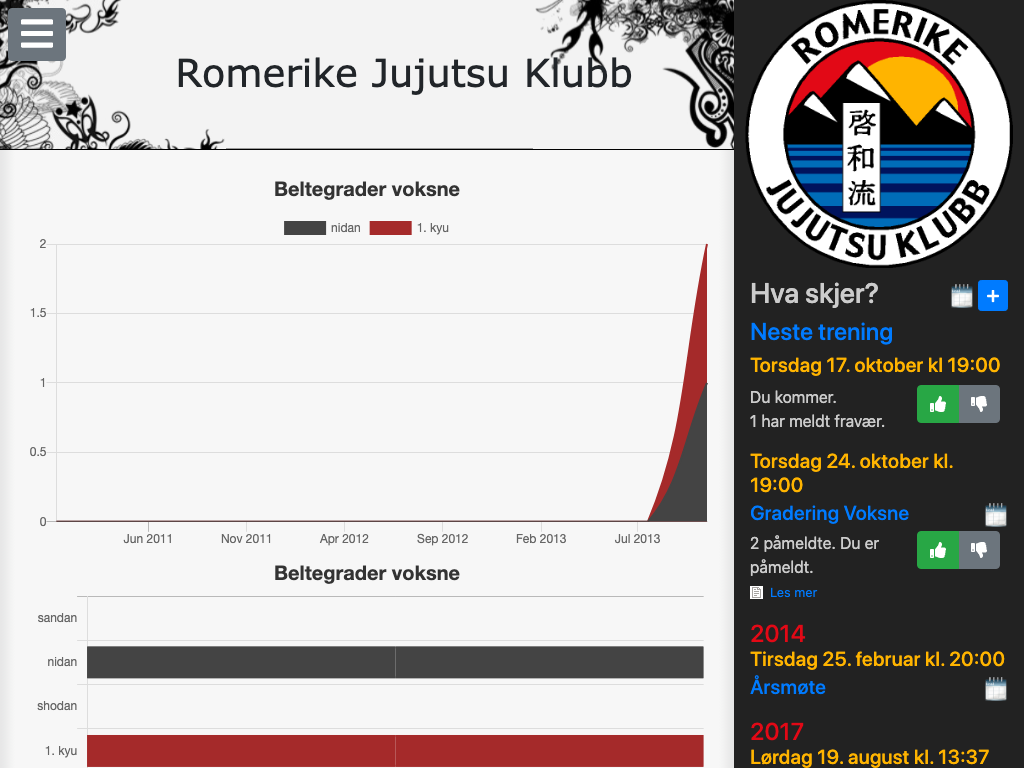 Romerike Jujutsu Klubb
Beltegrader voksne
nidan 1. kyu
2
1.5
1
0.5
0
Jun 2011 Nov 2011 Apr 2012 Sep 2012 Feb 2013 Jul 2013
Beltegrader voksne
sandan
nidan
shodan
1. kyu
ROMERIKE
啓和流
JUJUTSU KLUBB
Hva skjer?
Neste trening
Torsdag 17. oktober kl 19:00
Du kommer.
1 har meldt fravær.
Torsdag 24. oktober kl.
19:00
Gradering Voksne
2 påmeldte. Du er
påmeldt.
Les mer
2014
Tirsdag 25. februar kl. 20:00
Årsmøte
2017
Lørdag 19. august kl. 13:37